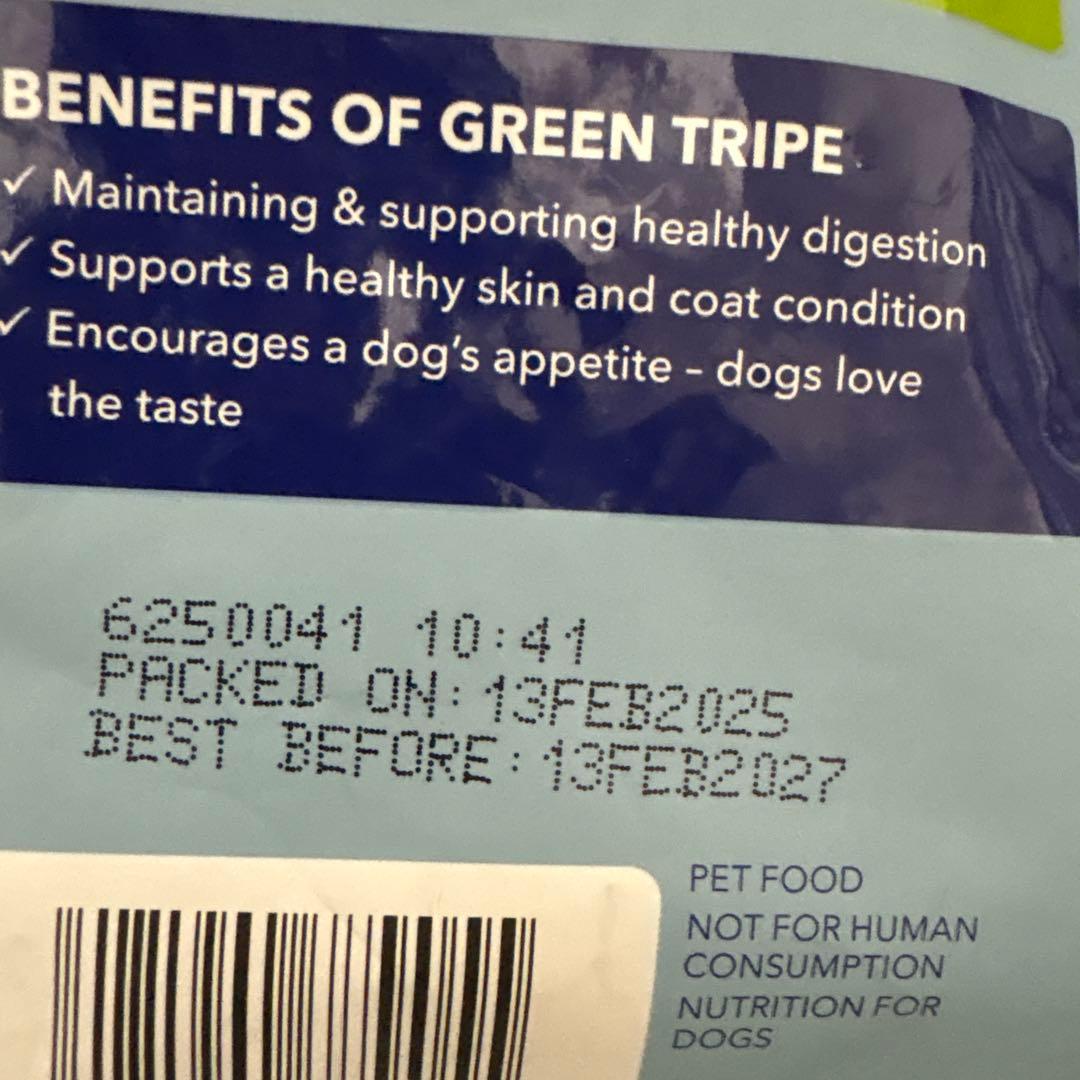 BENEFITS OF GREEN TRIPE
✓ Maintaining & supporting healthy digestion
✓ Supports a healthy skin and coat condition
✓ Encourages a dog's appetite – dogs love
the taste
6250041 10:41
PACKED ON:13FEB2025
BEST BEFORE:13FEB2027
PET FOOD
NOT FOR HUMAN
CONSUMPTION
NUTRITION FOR
DOGS